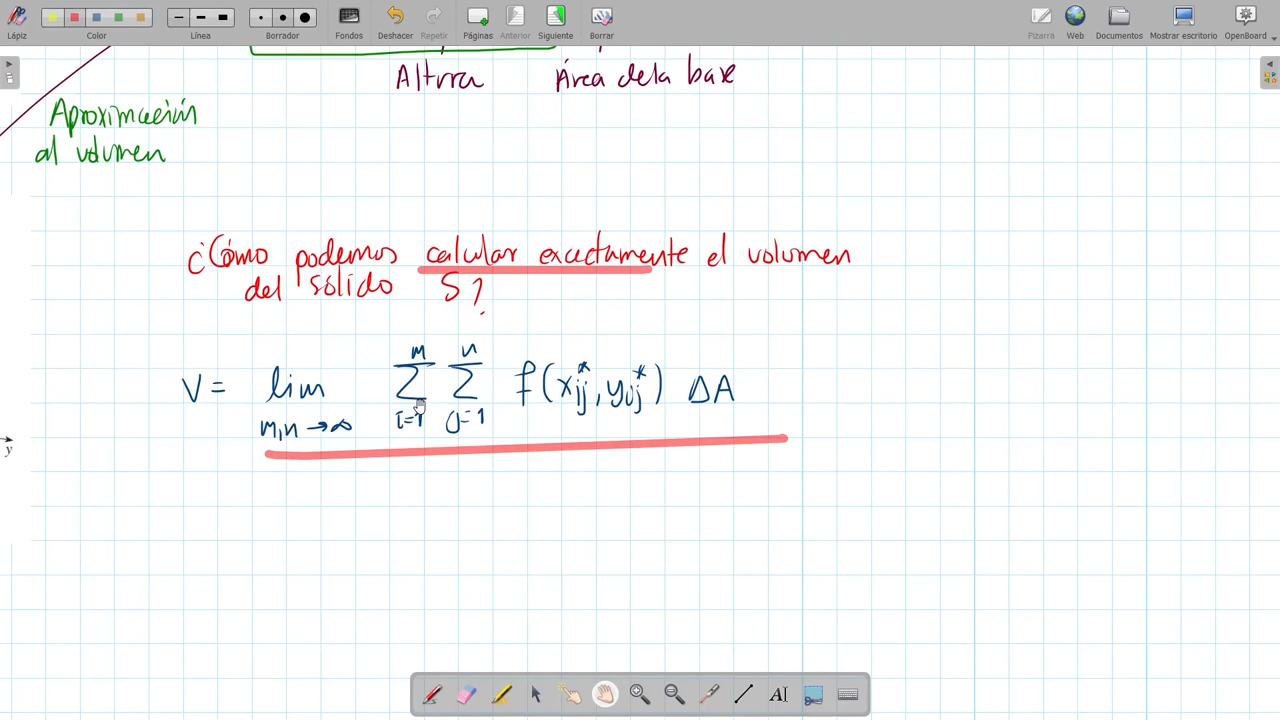 Lápiz Color Línea Borrador Fondos Deshacer Repetir Páginas Anterior Siguiente Borrar Pizarra Web Documentos Mostrar escritorio OpenBoard
Altura Área de la base
Aproximación
al volumen
¿Cómo podemos calcular exactamente el volumen
del sólido S?
V = lim m,n→∞ ∑ i=1 m ∑ j=1 n f(x*ij, y*ij) ΔA
y